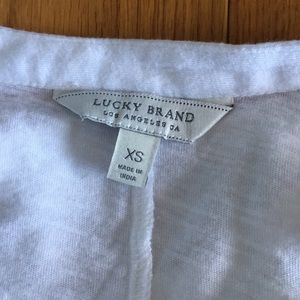 LUCKY BRAND
LOS ANGELES CA
XS
MADE IN
INDIA